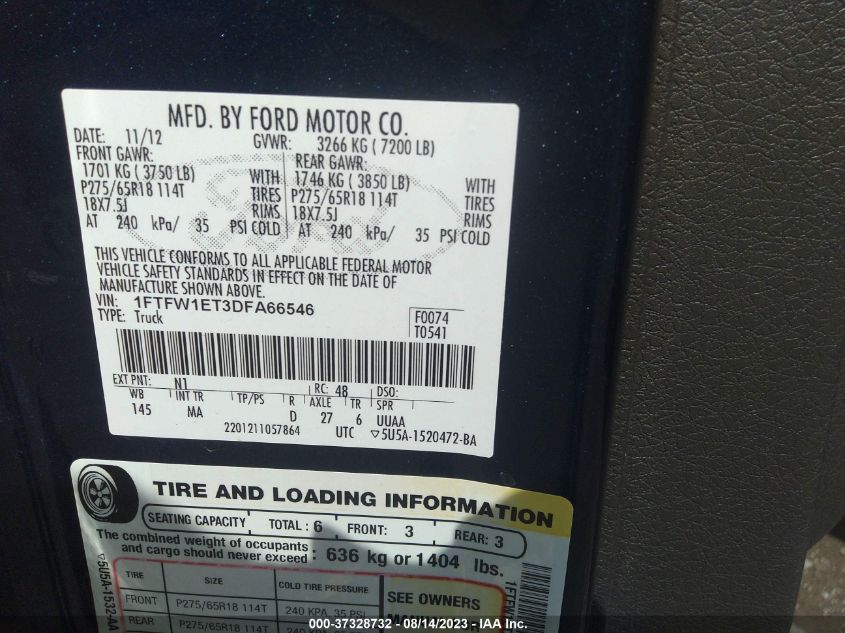 MFD. BY FORD MOTOR CO.
DATE: 11/12 GVWR: 3266 KG ( 7200 LB)
FRONT GAWR: REAR GAWR:
1701 KG ( 3750 LB) WITH 1746 KG ( 3850 LB) WITH
P275/65R18 114T TIRES P275/65R18 114T TIRES
18X7.5J RIMS 18X7.5J RIMS
AT 240 kPa/ 35 PSI COLD AT 240 kPa/ 35 PSI COLD
THIS VEHICLE CONFORMS TO ALL APPLICABLE FEDERAL MOTOR
VEHICLE SAFETY STANDARDS IN EFFECT ON THE DATE OF
MANUFACTURE SHOWN ABOVE.
VIN: 1FTFW1ET3DFA66546
TYPE: Truck
F0074
T0541
EXT PNT: N1 RC: 48 DSO:
WB INT TR TP/PS R AXLE TR SPR
145 MA D 27 6 UUAA
2201211057864 UTC ▽5U5A-1520472-BA
TIRE AND LOADING INFORMATION
SEATING CAPACITY TOTAL: 6 FRONT: 3 REAR: 3
The combined weight of occupants
and cargo should never exceed: 636 kg or 1404 lbs.
TIRE SIZE COLD TIRE PRESSURE SEE OWNERS
FRONT P275/65R18 114T 240 KPA, 35 PSI
REAR P275/65R18 114T
▽5U5A-1532-AA
000-37328732 - 08/14/2023 - IAA Inc.